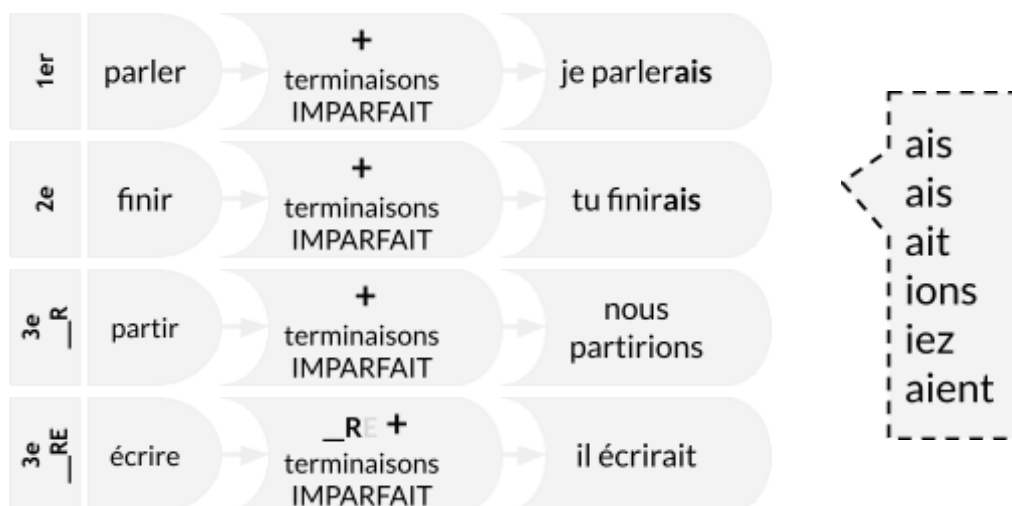 1er
parler
+
terminaisons
IMPARFAIT
je parlerais
2e
finir
+
terminaisons
IMPARFAIT
tu finirais
3e
_R
partir
+
terminaisons
IMPARFAIT
nous
partirions
3e
_RE
écrire
_RE +
terminaisons
IMPARFAIT
il écrirait
ais
ais
ait
ions
iez
aient